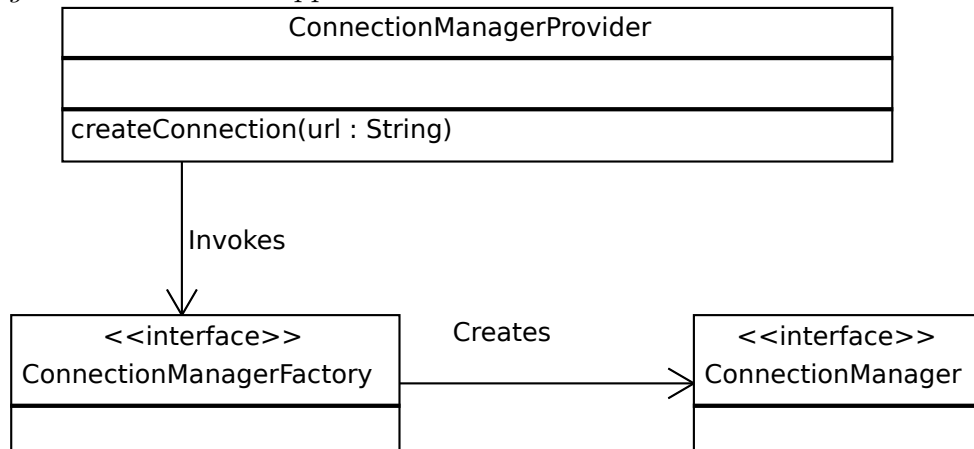 ConnectionManagerProvider
createConnection(url : String)
Invokes
<<interface>>
ConnectionManagerFactory
Creates
<<interface>>
ConnectionManager